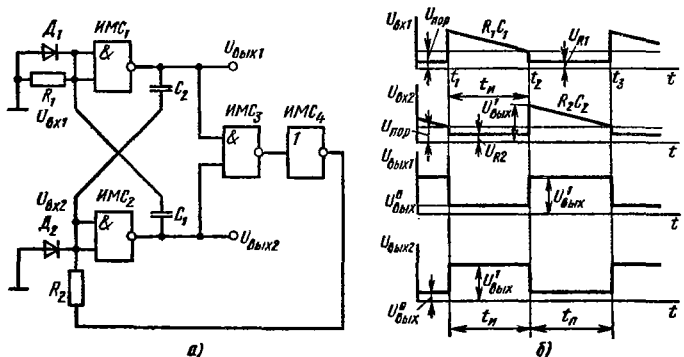 Д₁
ИМС₁
&
R₁
Uвх1
C₂
Uвых1
ИМС₃
&
ИМС₄
1
Uвх2
ИМС₂
&
Д₂
C₁
Uвых2
R₂
а)
Uвх1
Uпор
R₁C₁
UR1
t₁
t₂
t₃
t
tи
Uвх2
U¹вых
R₂C₂
Uпор
UR2
t
Uвых1
U⁰вых
U¹вых
t
Uвых2
U¹вых
U⁰вых
t
tи
tп
б)